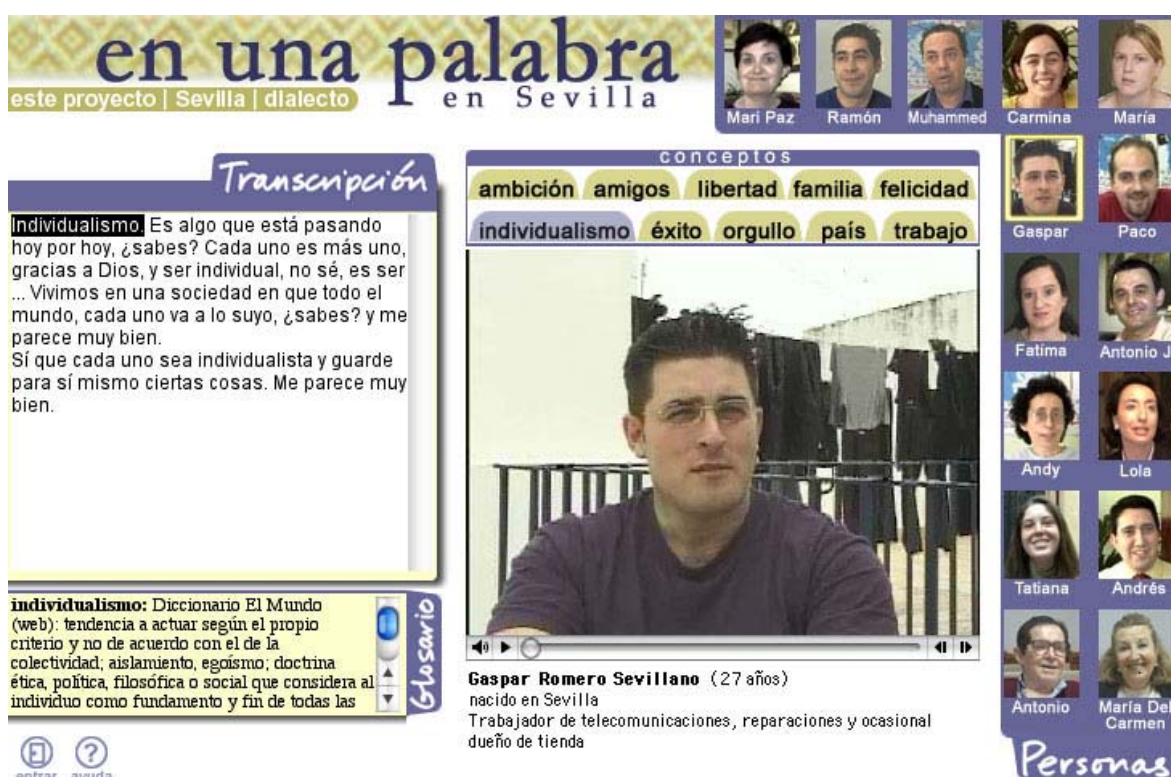 en una palabra
en Sevilla
este proyecto | Sevilla | dialecto
Mari Paz
Ramón
Muhammed
Carmina
María
Transcripción
Individualismo. Es algo que está pasando
hoy por hoy, ¿sabes? Cada uno es más uno,
gracias a Dios, y ser individual, no sé, es ser
... Vivimos en una sociedad en que todo el
mundo, cada uno va a lo suyo, ¿sabes? y me
parece muy bien.
Sí que cada uno sea individualista y guarde
para sí mismo ciertas cosas. Me parece muy
bien.
individualismo: Diccionario El Mundo
(web): tendencia a actuar según el propio
criterio y no de acuerdo con el de la
colectividad; aislamiento, egoísmo; doctrina
ética, política, filosófica o social que considera al
individuo como fundamento y fin de todas las
Glosario
entrar ayuda
conceptos
ambición amigos libertad familia felicidad
individualismo éxito orgullo país trabajo
Gaspar Romero Sevillano (27 años)
nacido en Sevilla
Trabajador de telecomunicaciones, reparaciones y ocasional
dueño de tienda
Gaspar
Paco
Fatima
Antonio J
Andy
Lola
Tatiana
Andrés
Antonio
María Del
Carmen
Personas